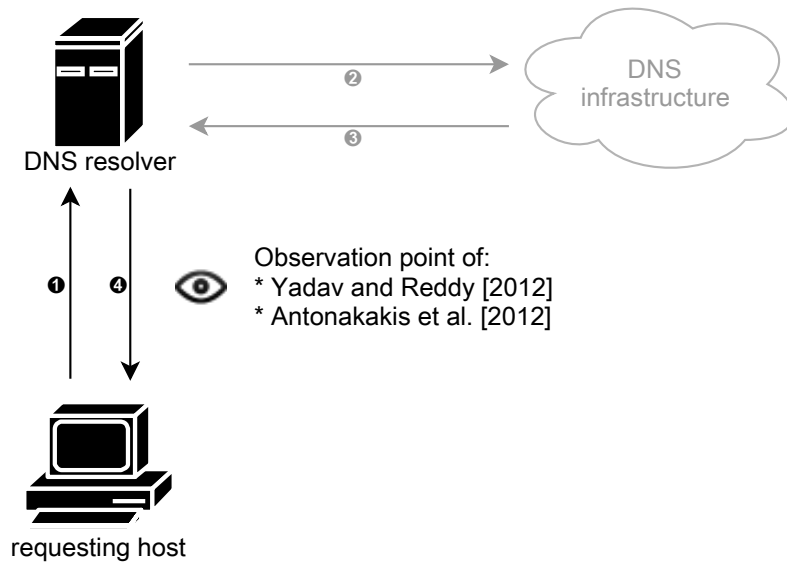 DNS
infrastructure
❷
❸
DNS resolver
❶
❹
Observation point of:
* Yadav and Reddy [2012]
* Antonakakis et al. [2012]
requesting host